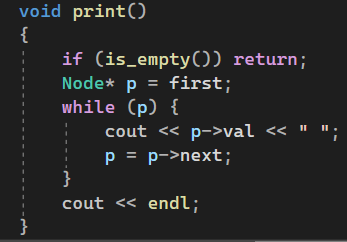 void print()
{
    if (is_empty()) return;
    Node* p = first;
    while (p) {
        cout << p->val << " ";
        p = p->next;
    }
    cout << endl;
}